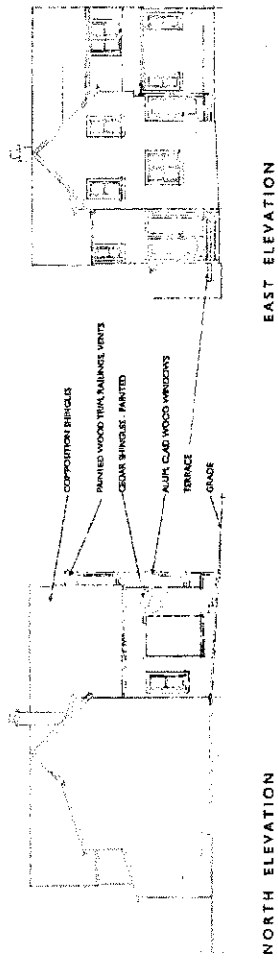 COMPOSITION SHINGLES
PAINTED WOOD TRIM, RAILINGS, VENTS
CEDAR SHINGLES - PAINTED
ALUM. CLAD WOOD WINDOWS
TERRACE
GRADE
NORTH ELEVATION
EAST ELEVATION